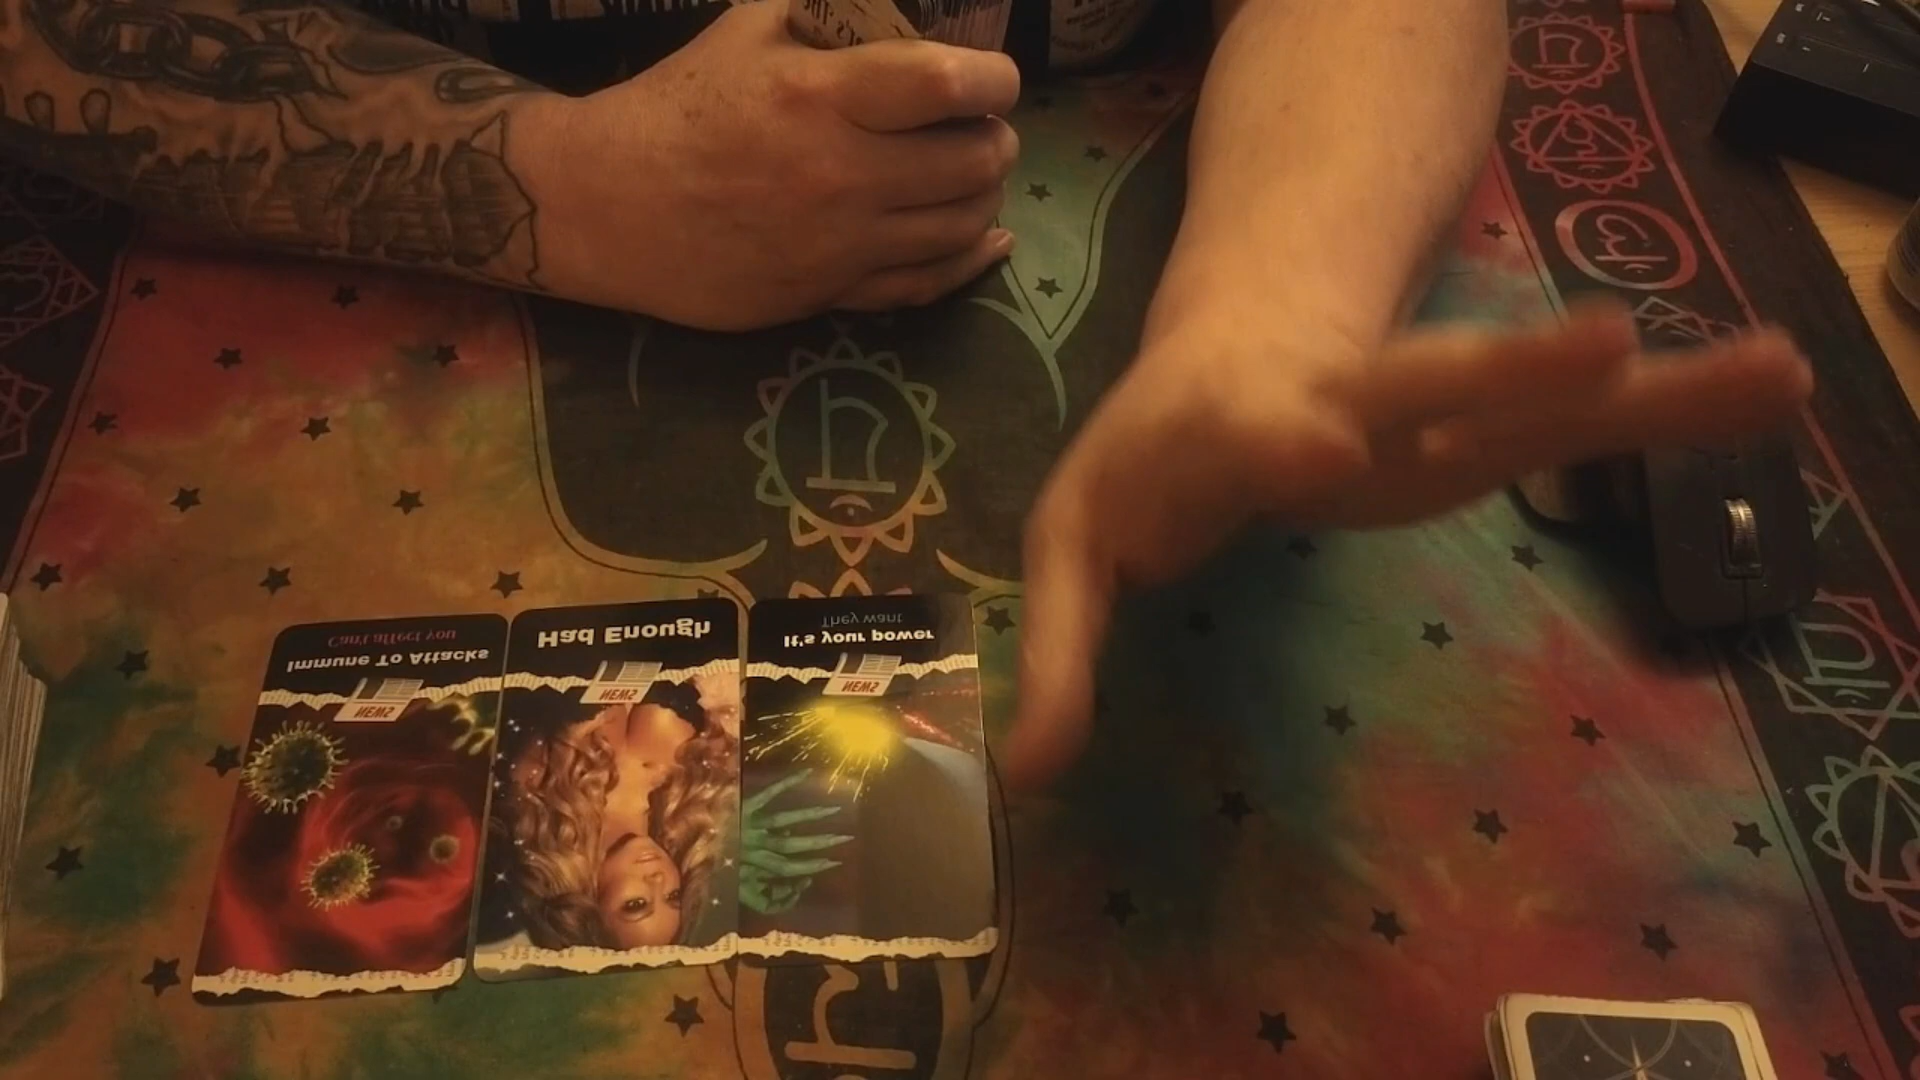 Can't affect you
Immune To Attacks
NEWS
Had Enough
NEWS
They want
It's your power
NEWS